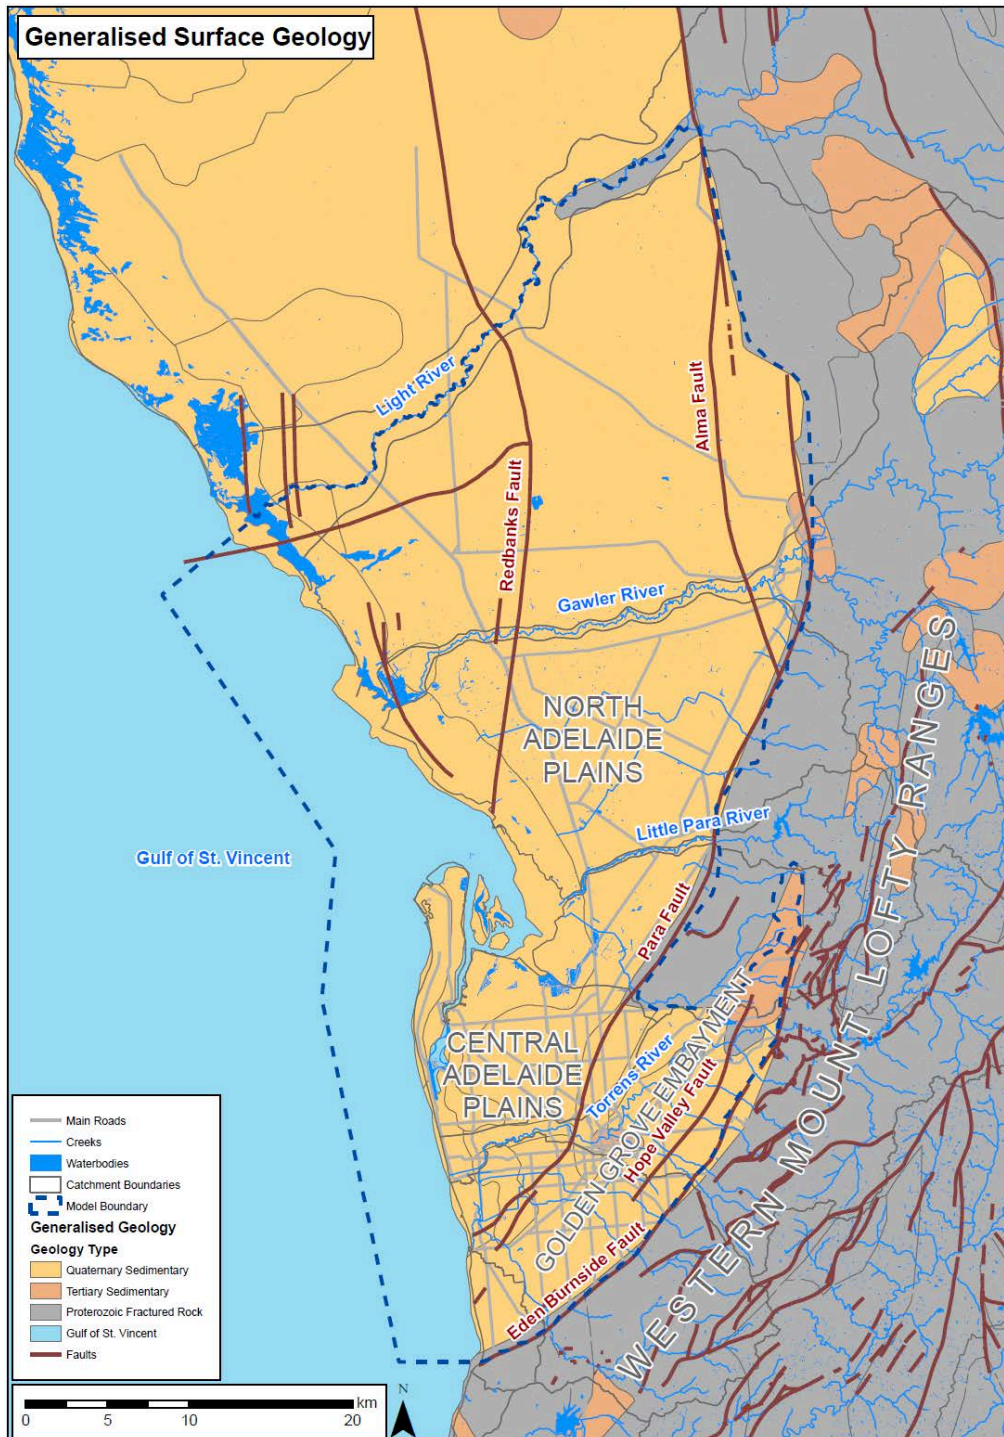 Generalised Surface Geology
Light River
Alma Fault
Redbanks Fault
Gawler River
NORTH
ADELAIDE
PLAINS
Little Para River
Gulf of St. Vincent
Para Fault
CENTRAL
ADELAIDE
PLAINS
Torrens River
GOLDEN GROVE EMBAYMENT
Hope Valley Fault
Eden Burnside Fault
WESTERN MOUNT LOFTY RANGES
Main Roads
Creeks
Waterbodies
Catchment Boundaries
Model Boundary
Generalised Geology
Geology Type
Quaternary Sedimentary
Tertiary Sedimentary
Proterozoic Fractured Rock
Gulf of St. Vincent
Faults
km
0 5 10 20
N